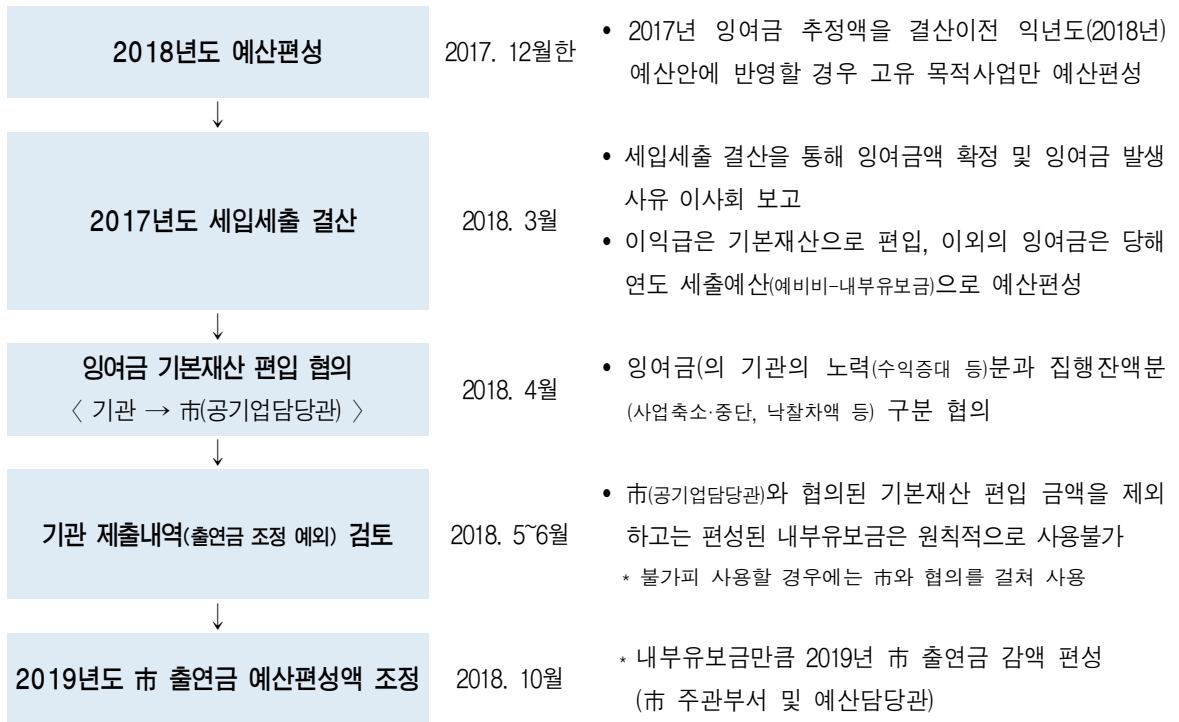 2018년도 예산편성
2017. 12월한
• 2017년 잉여금 추정액을 결산이전 익년도(2018년)
예산안에 반영할 경우 고유 목적사업만 예산편성
↓
2017년도 세입세출 결산
2018. 3월
• 세입세출 결산을 통해 잉여금액 확정 및 잉여금 발생
사유 이사회 보고
• 이익급은 기본재산으로 편입, 이외의 잉여금은 당해
연도 세출예산(예비비-내부유보금)으로 예산편성
↓
잉여금 기본재산 편입 협의
〈 기관 → 市(공기업담당관) 〉
2018. 4월
• 잉여금(의 기관의 노력(수익증대 등)분과 집행잔액분
(사업축소·중단, 낙찰차액 등) 구분 협의
↓
기관 제출내역(출연금 조정 예외) 검토
2018. 5~6월
• 市(공기업담당관)와 협의된 기본재산 편입 금액을 제외
하고는 편성된 내부유보금은 원칙적으로 사용불가
* 불가피 사용할 경우에는 市와 협의를 걸쳐 사용
↓
2019년도 市 출연금 예산편성액 조정
2018. 10월
* 내부유보금만큼 2019년 市 출연금 감액 편성
(市 주관부서 및 예산담당관)